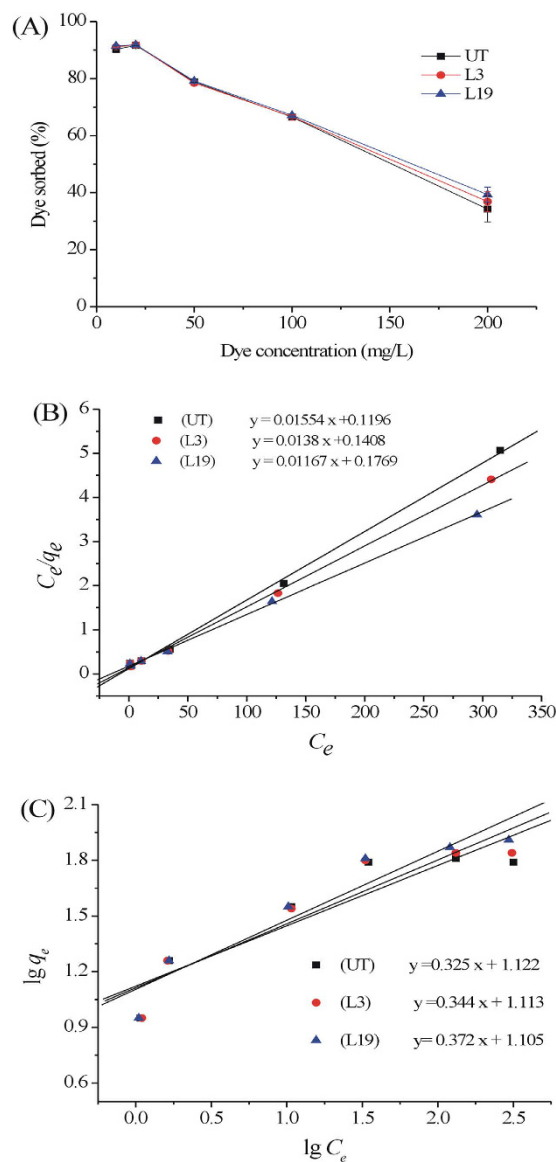 (A)
100
80
60
40
20
0
Dye sorbed (%)
UT
L3
L19
0
50
100
150
200
Dye concentration (mg/L)
(B)
(UT) y = 0.01554 x +0.1196
(L3) y =0.0138 x +0.1408
(L19) y = 0.01167 x + 0.1769
6
5
4
3
2
1
0
Ce/qe
0 50 100 150 200 250 300 350
Ce
(C)
2.1
1.8
1.5
1.2
0.9
0.6
lg qe
(UT) y=0.325 x + 1.122
(L3) y=0.344 x + 1.113
(L19) y= 0.372 x + 1.105
0.0 0.5 1.0 1.5 2.0 2.5
lg Ce